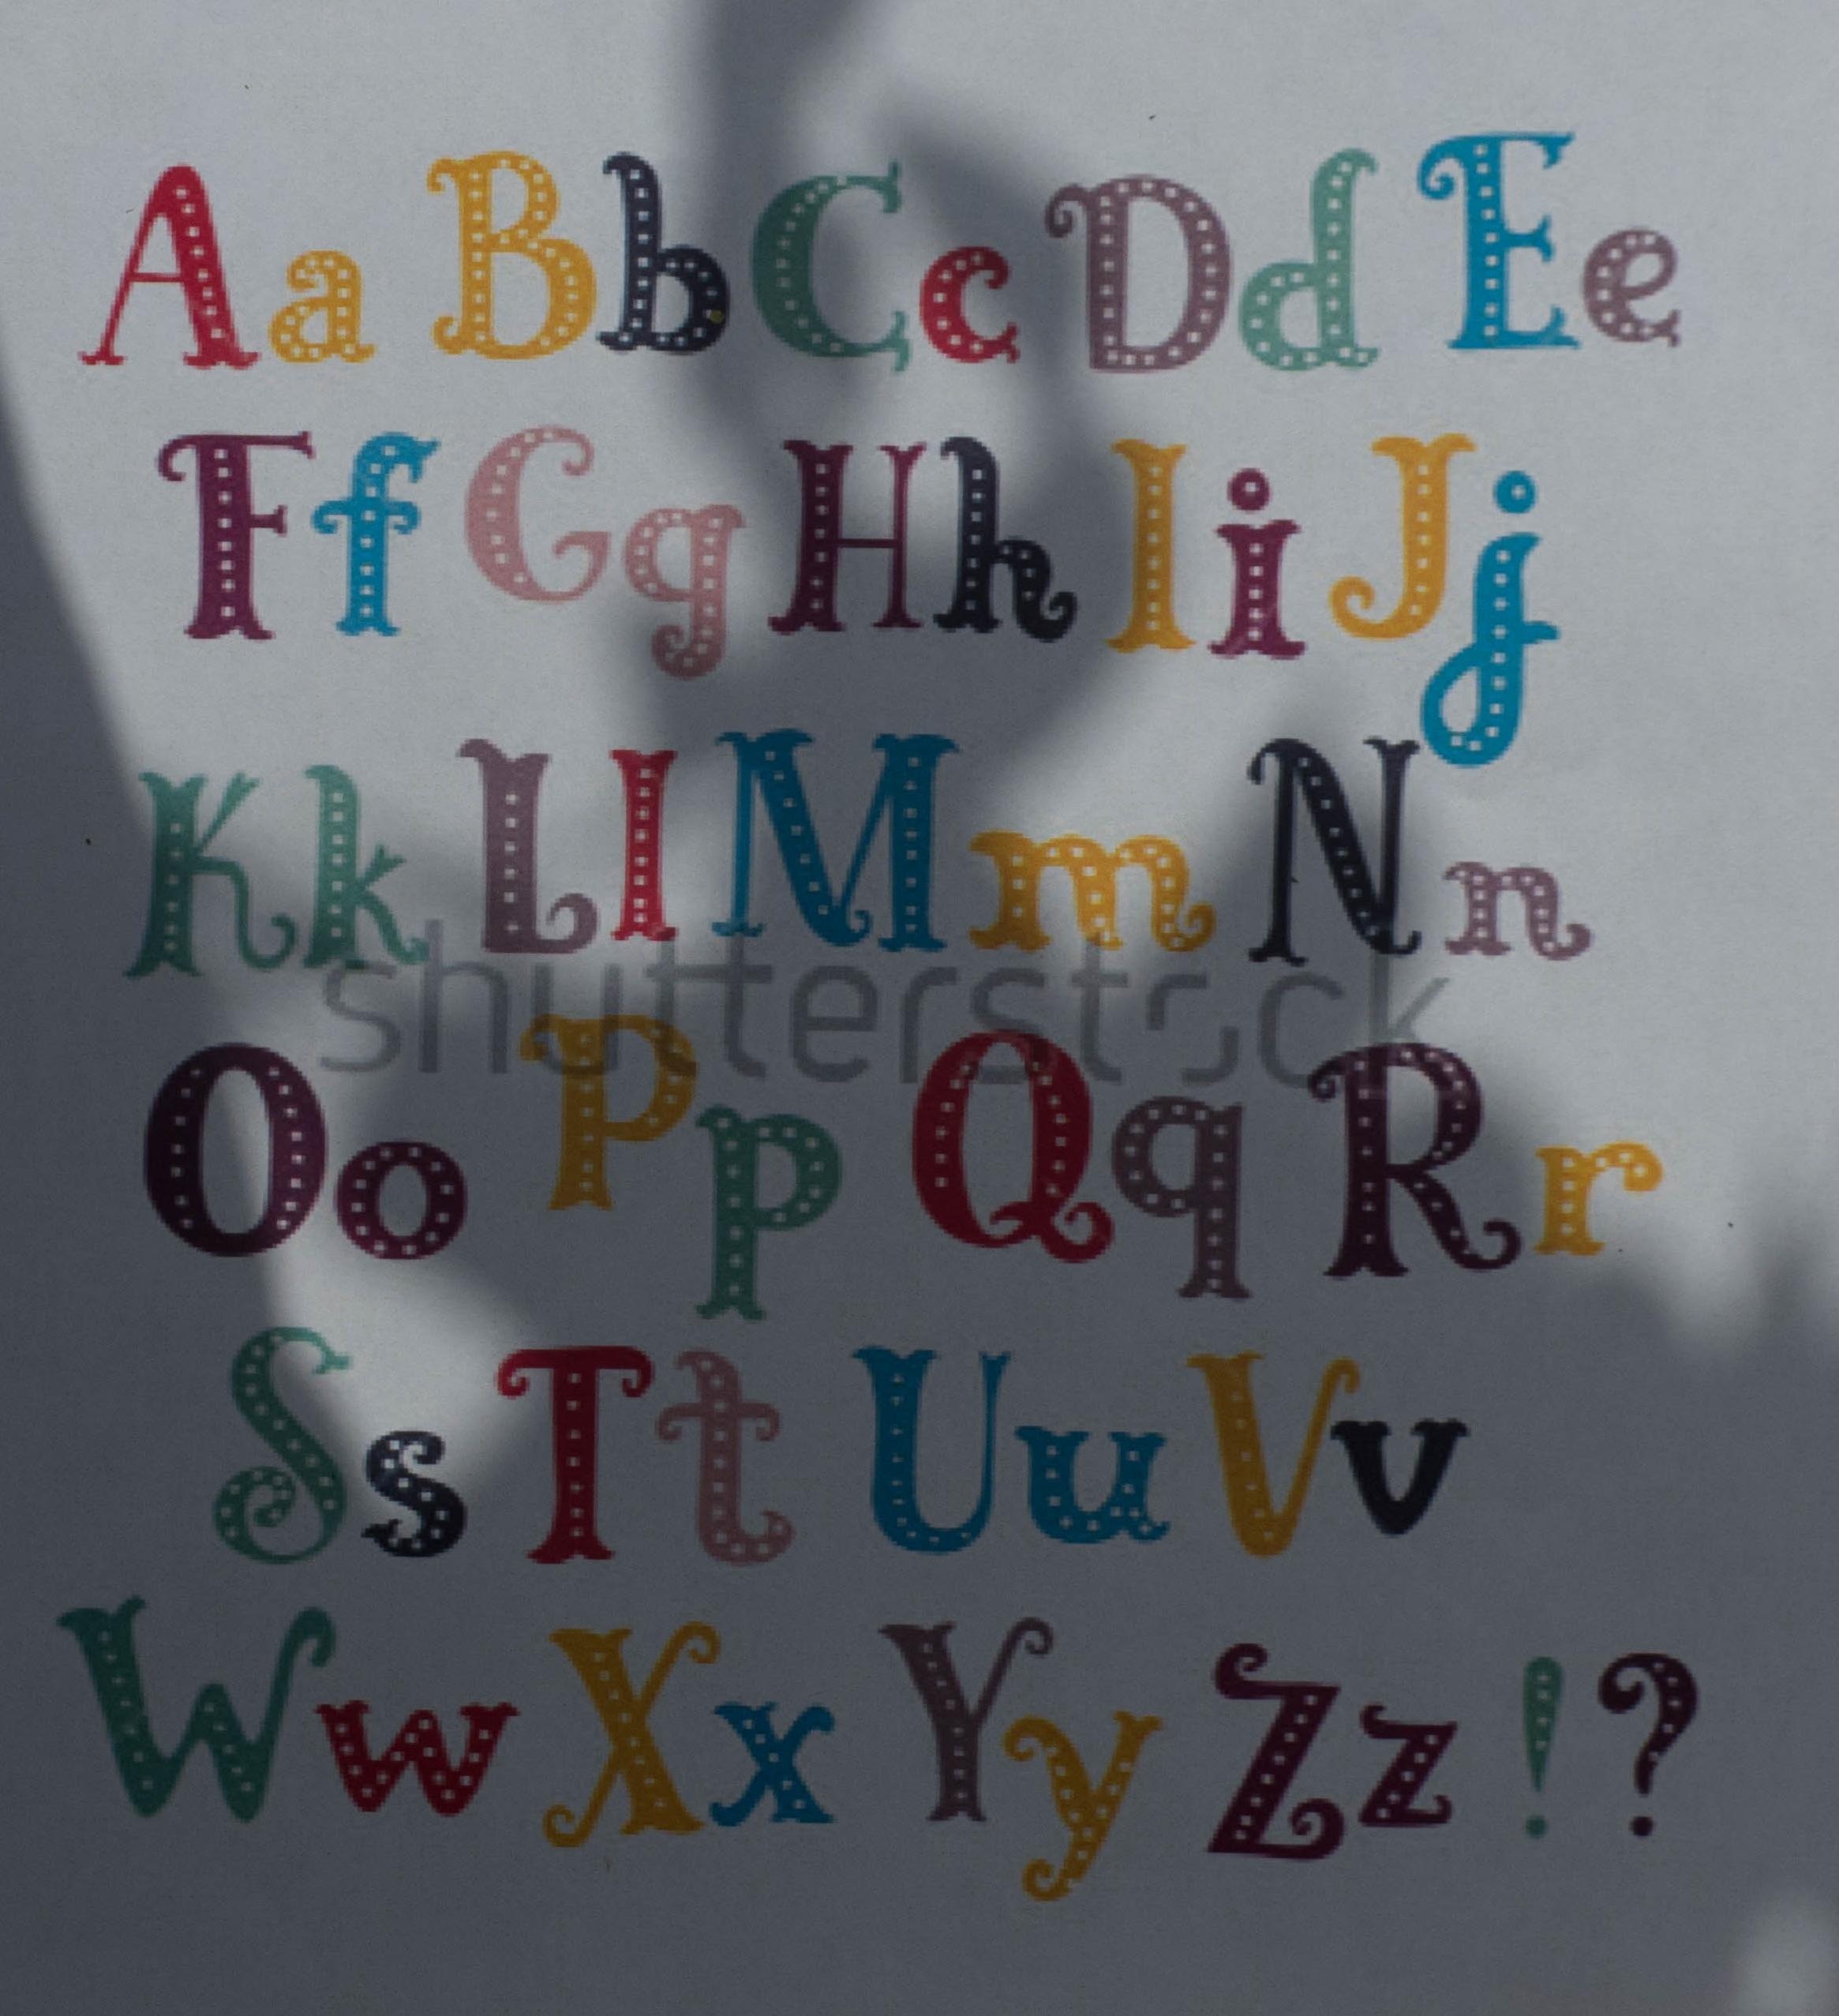 Aa Bb Cc Dd Ee
Ff Gg Hh Ii Jj
Kk Ll Mm Nn
shutterstock
Oo Pp Qq Rr
Ss Tt Uu Vv
Ww Xx Yy Zz ! ?